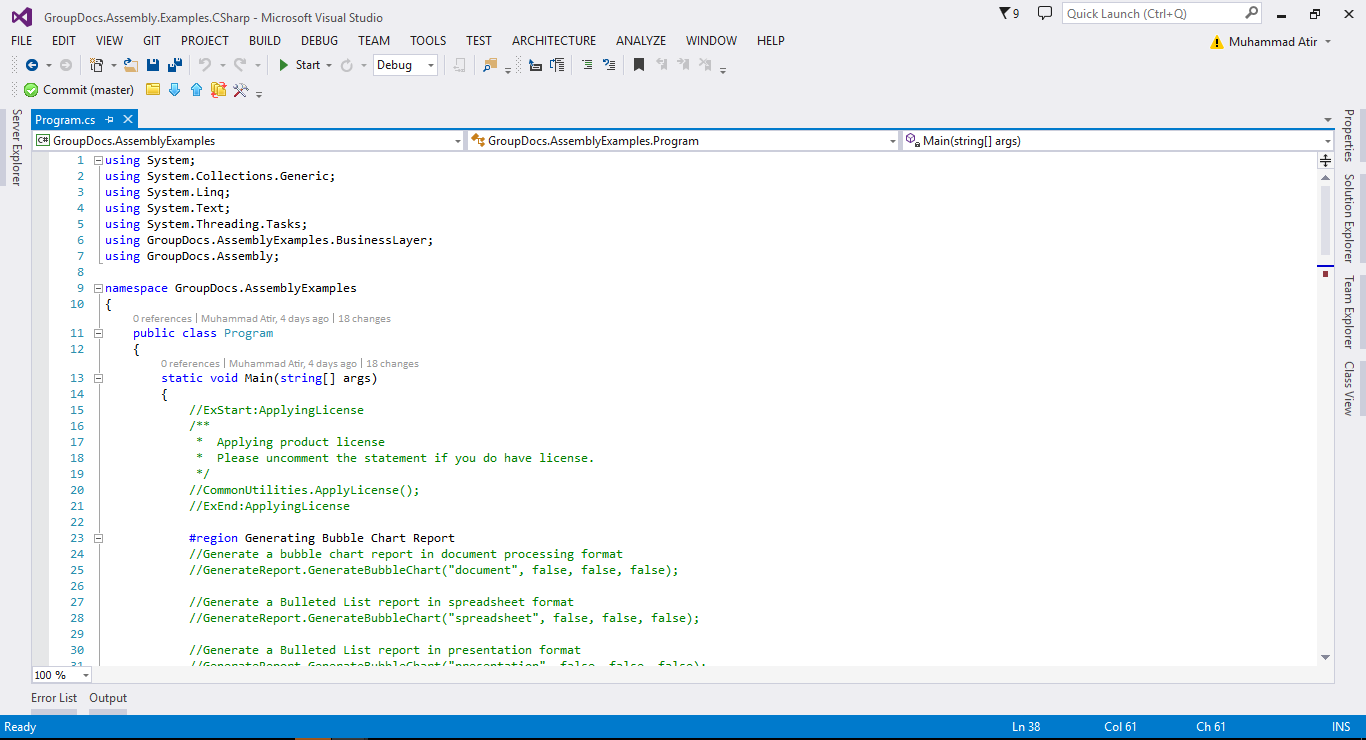 GroupDocs.Assembly.Examples.CSharp - Microsoft Visual Studio
9
Quick Launch (Ctrl+Q)
FILE EDIT VIEW GIT PROJECT BUILD DEBUG TEAM TOOLS TEST ARCHITECTURE ANALYZE WINDOW HELP
Muhammad Atir
Start
Debug
Commit (master)
Server Explorer
Program.cs
C# GroupDocs.AssemblyExamples
GroupDocs.AssemblyExamples.Program
Main(string[] args)
1 using System;
2 using System.Collections.Generic;
3 using System.Linq;
4 using System.Text;
5 using System.Threading.Tasks;
6 using GroupDocs.AssemblyExamples.BusinessLayer;
7 using GroupDocs.Assembly;
8
9 namespace GroupDocs.AssemblyExamples
10 {
0 references | Muhammad Atir, 4 days ago | 18 changes
11 public class Program
12 {
0 references | Muhammad Atir, 4 days ago | 18 changes
13 static void Main(string[] args)
14 {
15 //ExStart:ApplyingLicense
16 /**
17 * Applying product license
18 * Please uncomment the statement if you do have license.
19 */
20 //CommonUtilities.ApplyLicense();
21 //ExEnd:ApplyingLicense
22
23 #region Generating Bubble Chart Report
24 //Generate a bubble chart report in document processing format
25 //GenerateReport.GenerateBubbleChart("document", false, false, false);
26
27 //Generate a Bulleted List report in spreadsheet format
28 //GenerateReport.GenerateBubbleChart("spreadsheet", false, false, false);
29
30 //Generate a Bulleted List report in presentation format
31 //GenerateReport.GenerateBubbleChart("presentation", false, false, false);
Properties
Solution Explorer
Team Explorer
Class View
100 %
Error List Output
Ready
Ln 38
Col 61
Ch 61
INS